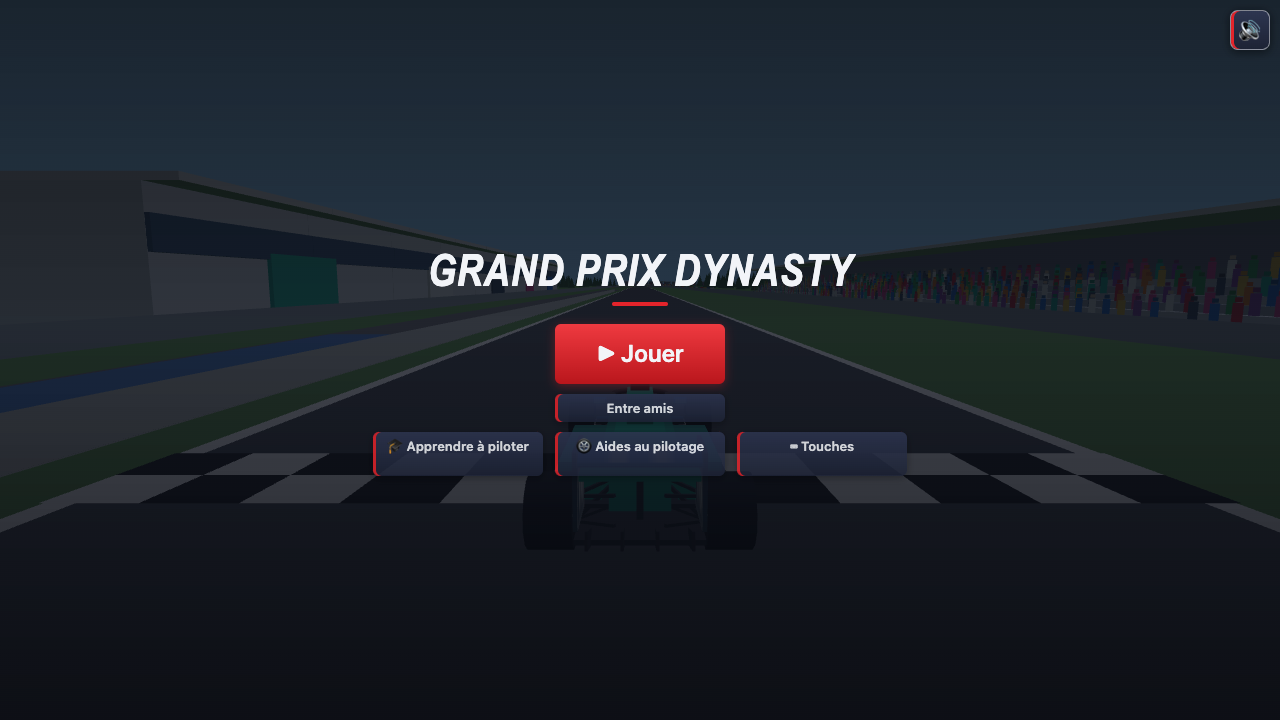 GRAND PRIX DYNASTY
Jouer
Entre amis
Apprendre à piloter
Aides au pilotage
Touches